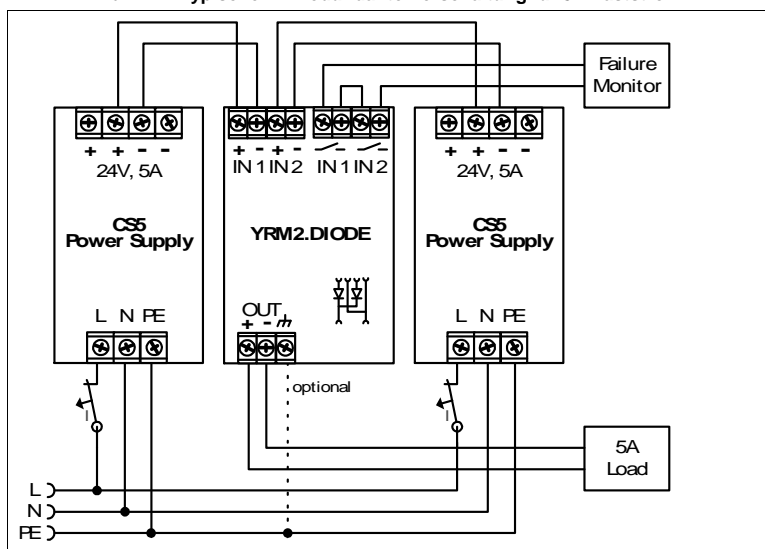 24V, 5A
+ + - -
CS5
Power Supply
L N PE
+ - + -
IN 1 IN 2 IN 1 IN 2
YRM2.DIODE
OUT
+ -
optional
+ + - -
24V, 5A
CS5
Power Supply
L N PE
Failure
Monitor
5A
Load
I
I
L
N
PE